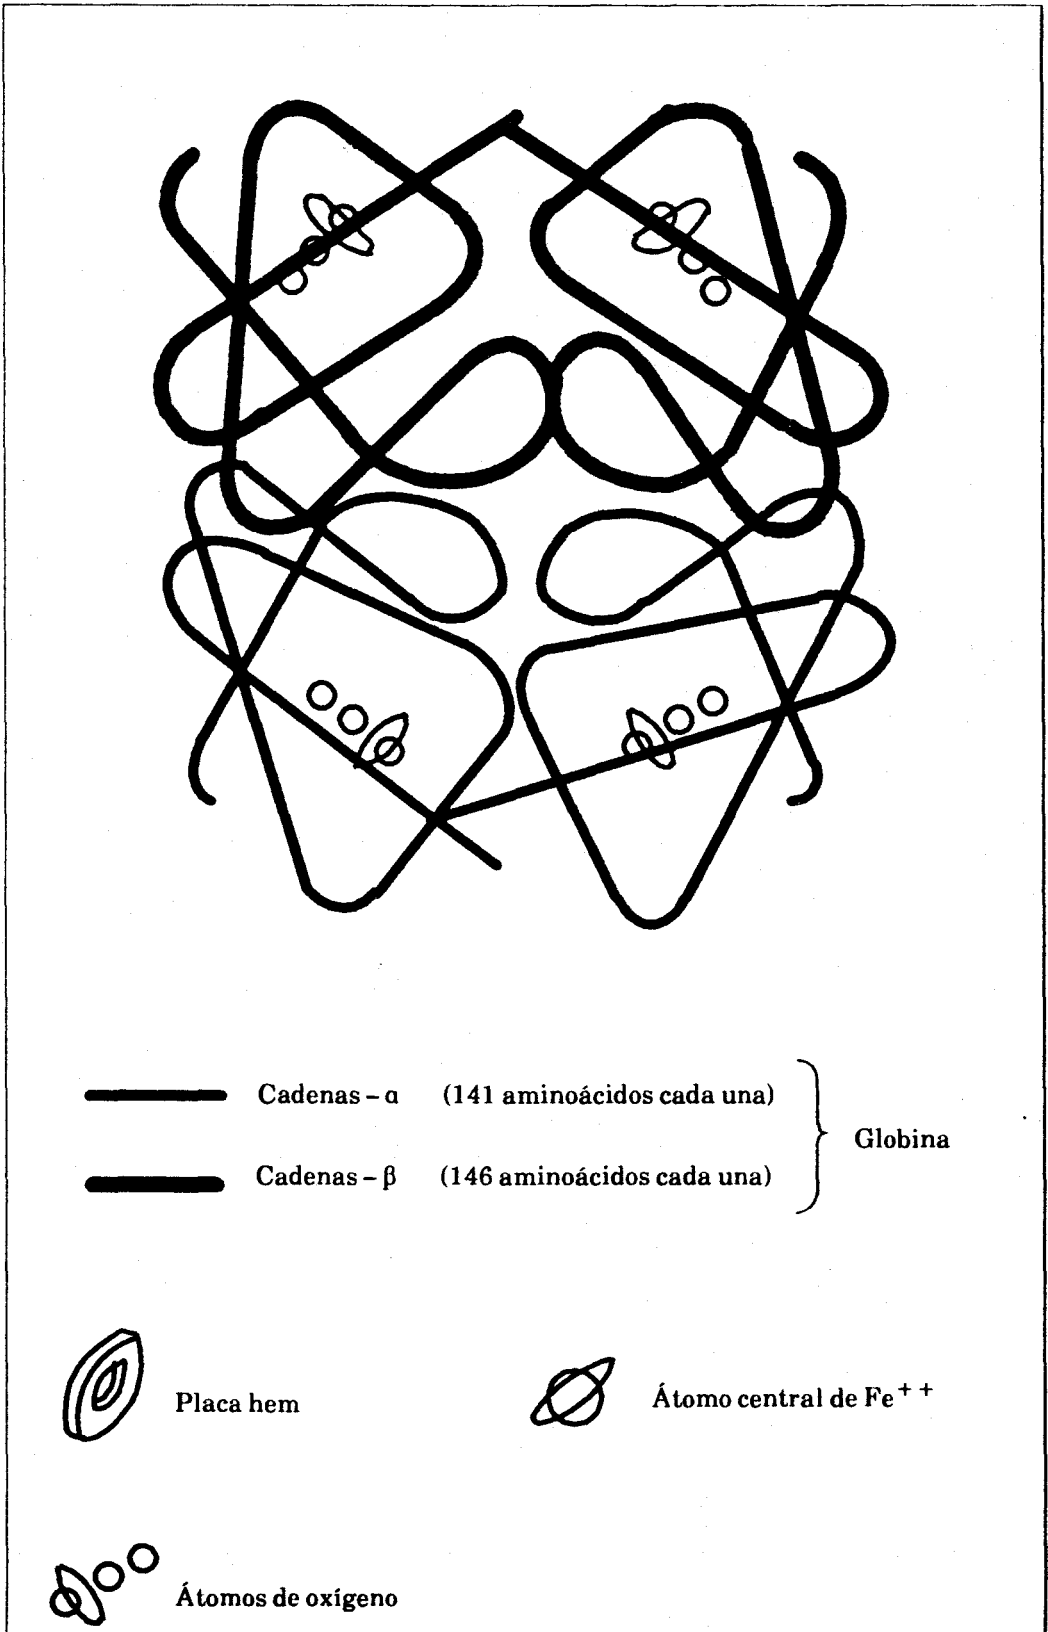 Cadenas – α (141 aminoácidos cada una)
Globina
Cadenas – β (146 aminoácidos cada una)
Placa hem
Átomo central de Fe++
Átomos de oxígeno